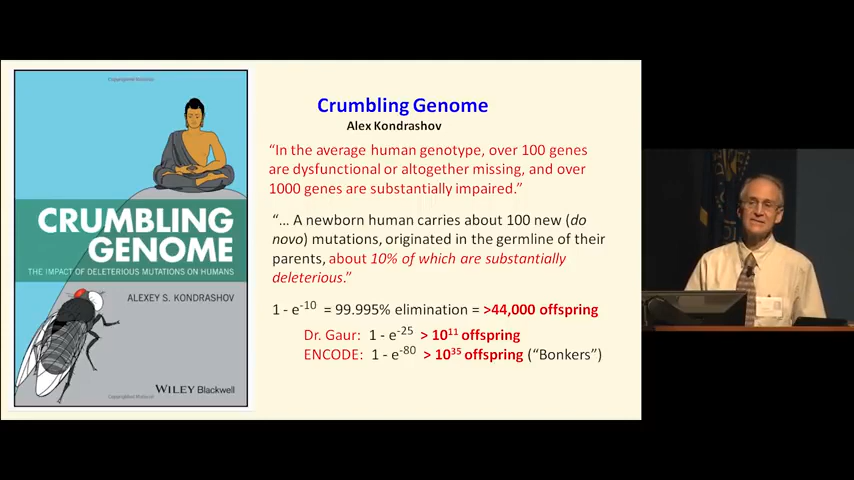 Copyrighted Material
CRUMBLING
GENOME
THE IMPACT OF DELETERIOUS MUTATIONS ON HUMANS
ALEXEY S. KONDRASHOV
WILEY Blackwell
Copyrighted Material
Crumbling Genome
Alex Kondrashov
“In the average human genotype, over 100 genes
are dysfunctional or altogether missing, and over
1000 genes are substantially impaired.”
“… A newborn human carries about 100 new (do
novo) mutations, originated in the germline of their
parents, about 10% of which are substantially
deleterious.”
1 - e-10 = 99.995% elimination = >44,000 offspring
Dr. Gaur: 1 - e-25 > 1011 offspring
ENCODE: 1 - e-80 > 1035 offspring (“Bonkers”)